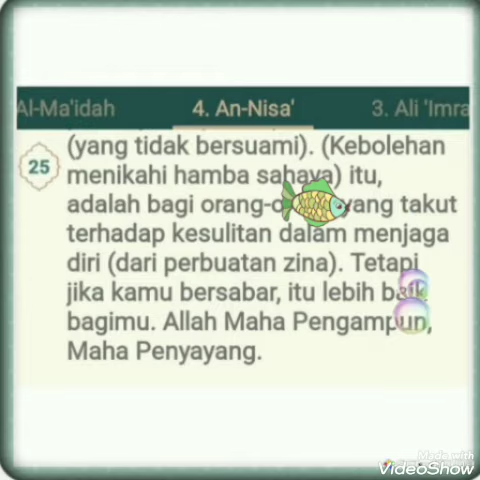 Al-Ma'idah 4. An-Nisa' 3. Ali 'Imra
(yang tidak bersuami). (Kebolehan
25 menikahi hamba sahaya) itu,
adalah bagi orang-o yang takut
terhadap kesulitan dalam menjaga
diri (dari perbuatan zina). Tetapi
jika kamu bersabar, itu lebih baik
bagimu. Allah Maha Pengampun,
Maha Penyayang.
Made with
VideoShow